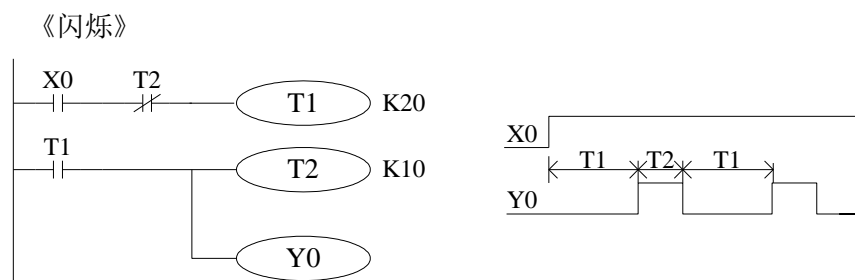 《闪烁》
X0 T2 T1 K20
T1 T2 K10
Y0
X0
T1 T2 T1
Y0